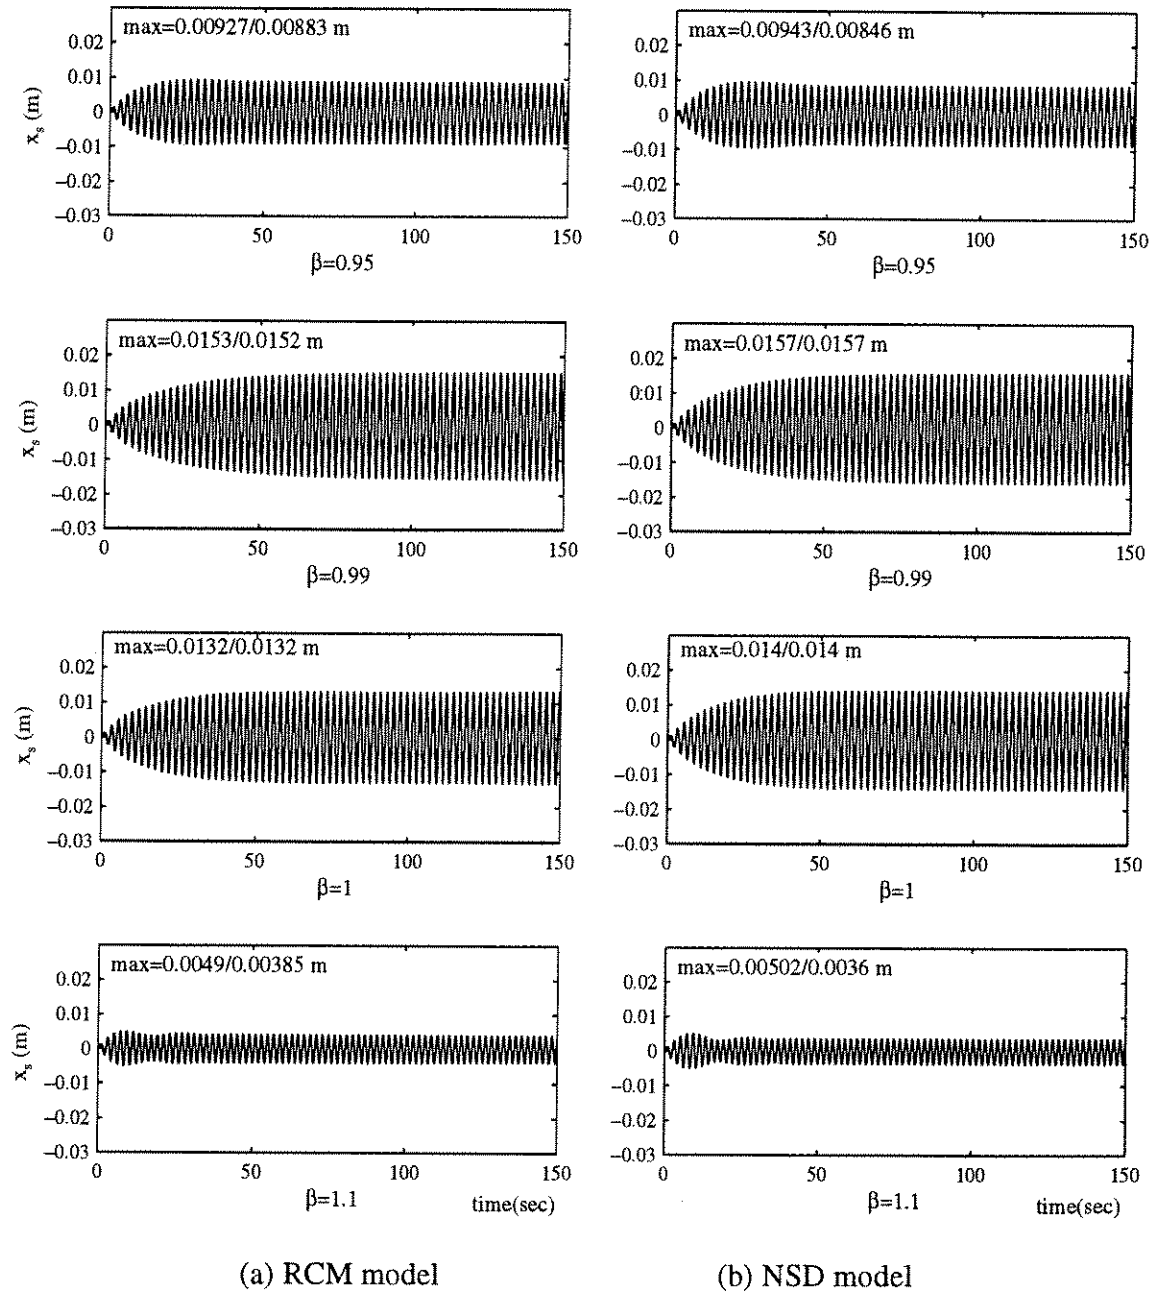 max=0.00927/0.00883 m
0.02
0.01
0
−0.01
−0.02
−0.03
x_s (m)
0 50 100 150
β=0.95
max=0.00943/0.00846 m
0.02
0.01
0
−0.01
−0.02
−0.03
0 50 100 150
β=0.95
max=0.0153/0.0152 m
0.02
0.01
0
−0.01
−0.02
−0.03
x_s (m)
0 50 100 150
β=0.99
max=0.0157/0.0157 m
0.02
0.01
0
−0.01
−0.02
−0.03
0 50 100 150
β=0.99
max=0.0132/0.0132 m
0.02
0.01
0
−0.01
−0.02
−0.03
x_s (m)
0 50 100 150
β=1
max=0.014/0.014 m
0.02
0.01
0
−0.01
−0.02
−0.03
0 50 100 150
β=1
max=0.0049/0.00385 m
0.02
0.01
0
−0.01
−0.02
−0.03
x_s (m)
0 50 100 150
β=1.1 time(sec)
max=0.00502/0.0036 m
0.02
0.01
0
−0.01
−0.02
−0.03
0 50 100 150
β=1.1 time(sec)
(a) RCM model
(b) NSD model